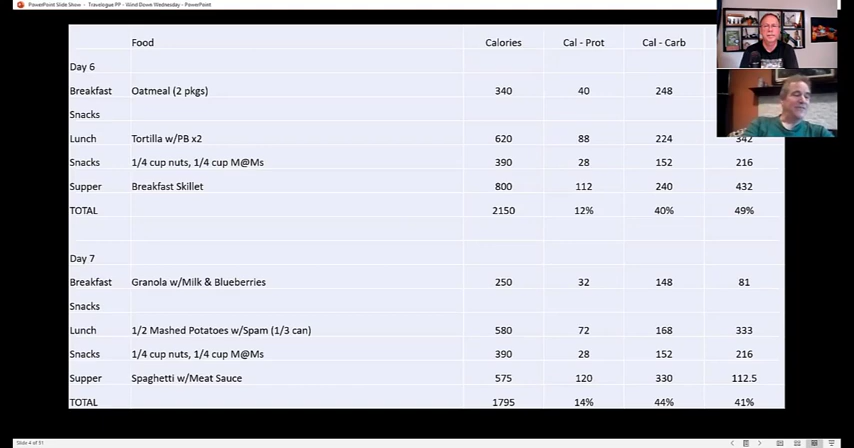 PowerPoint Slide Show - Travelogue PP - Wind Down Wednesday - PowerPoint
Food Calories Cal - Prot Cal - Carb
Day 6
Breakfast Oatmeal (2 pkgs) 340 40 248
Snacks
Lunch Tortilla w/PB x2 620 88 224 342
Snacks 1/4 cup nuts, 1/4 cup M@Ms 390 28 152 216
Supper Breakfast Skillet 800 112 240 432
TOTAL 2150 12% 40% 49%
Day 7
Breakfast Granola w/Milk & Blueberries 250 32 148 81
Snacks
Lunch 1/2 Mashed Potatoes w/Spam (1/3 can) 580 72 168 333
Snacks 1/4 cup nuts, 1/4 cup M@Ms 390 28 152 216
Supper Spaghetti w/Meat Sauce 575 120 330 112.5
TOTAL 1795 14% 44% 41%
Slide 4 of 31